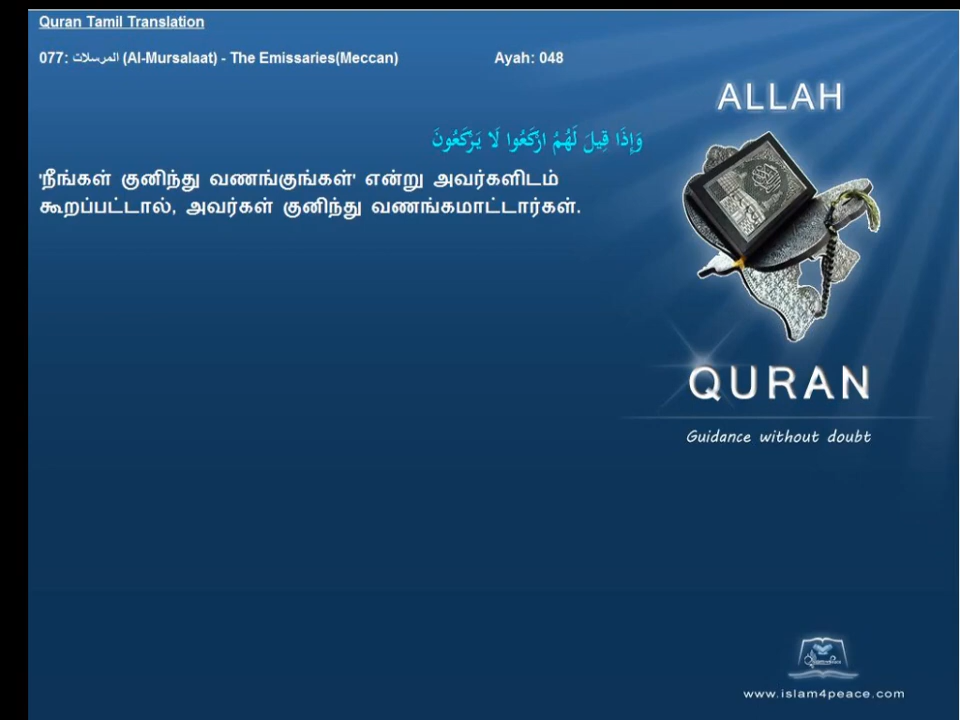 Quran Tamil Translation
077: المرسلات (Al-Mursalaat) - The Emissaries(Meccan) Ayah: 048
وَإِذَا قِيلَ لَهُمُ ارْكَعُوا لَا يَرْكَعُونَ
'நீங்கள் குனிந்து வணங்குங்கள்' என்று அவர்களிடம்
கூறப்பட்டால், அவர்கள் குனிந்து வணங்கமாட்டார்கள்.
ALLAH
QURAN
Guidance without doubt
www.islam4peace.com